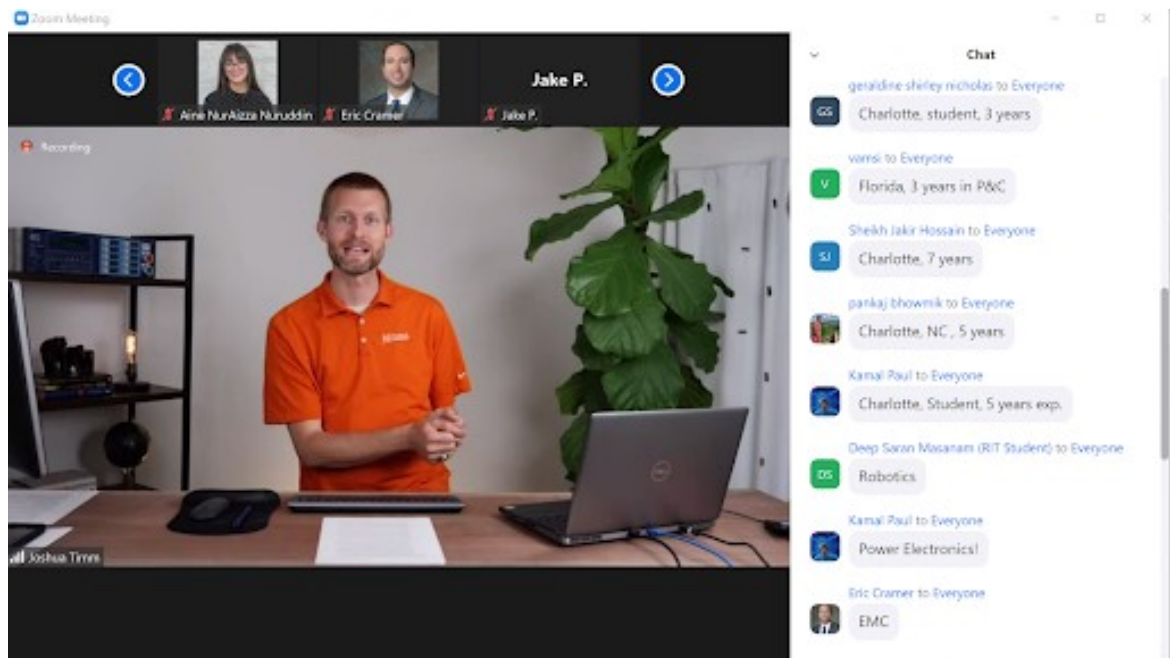 Zoom Meeting
Jake P.
Aine NurAizza Nuruddin
Eric Cramer
Jake P.
Recording
DELL
Joshua Timm
Chat
geraldine shirley nicholas to Everyone
GS
Charlotte, student, 3 years
vamsi to Everyone
V
Florida, 3 years in P&C
Sheikh Jakir Hossain to Everyone
SJ
Charlotte, 7 years
pankaj bhowmik to Everyone
Charlotte, NC , 5 years
Kamal Paul to Everyone
Charlotte, Student, 5 years exp.
Deep Saran Masanam (RIT Student) to Everyone
DS
Robotics
Kamal Paul to Everyone
Power Electronics!
Eric Cramer to Everyone
EMC